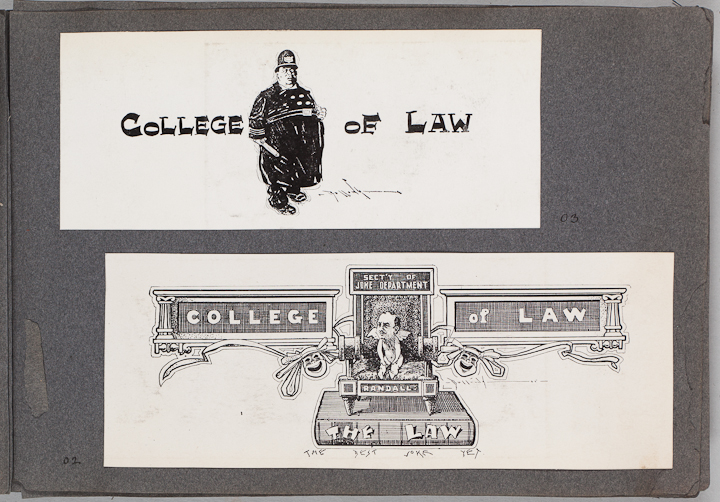 COLLEGE OF LAW
03
SECT'Y OF
JOKE DEPARTMENT
COLLEGE of LAW
RANDALL
THE LAW
THE BEST JOKE YET
02